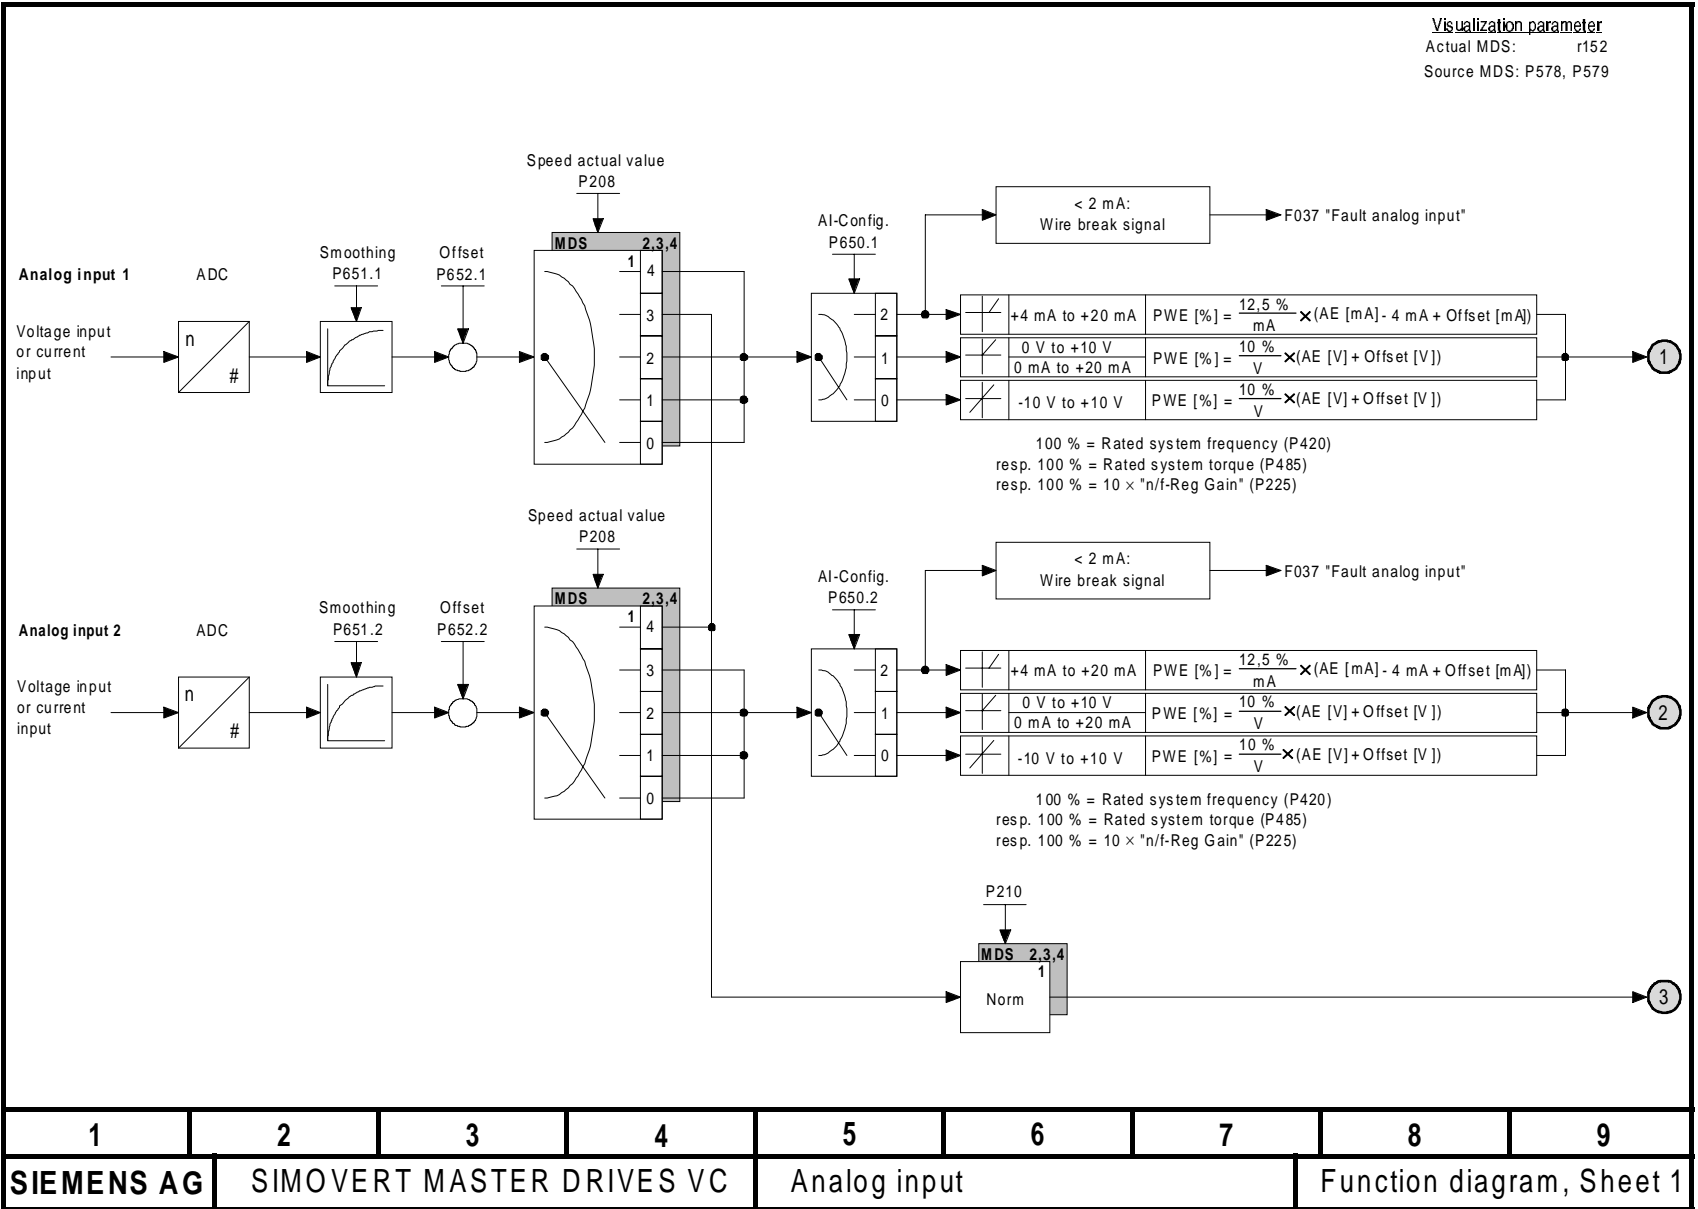 Visualization parameter
Actual MDS: r152
Source MDS: P578, P579
Speed actual value
P208
MDS 2,3,4
1
4
3
2
1
0
Analog input 1
ADC
Smoothing
P651.1
Offset
P652.1
Voltage input
or current
input
n
#
AI-Config.
P650.1
2
1
0
< 2 mA:
Wire break signal
F037 "Fault analog input"
+4 mA to +20 mA PWE [%] = 12,5 % / mA ×(AE [mA] - 4 mA + Offset [mA])
0 V to +10 V
0 mA to +20 mA
PWE [%] = 10 % / V ×(AE [V] + Offset [V])
-10 V to +10 V PWE [%] = 10 % / V ×(AE [V] + Offset [V])
1
100 % = Rated system frequency (P420)
resp. 100 % = Rated system torque (P485)
resp. 100 % = 10 × "n/f-Reg Gain" (P225)
Speed actual value
P208
MDS 2,3,4
1
4
3
2
1
0
Analog input 2
ADC
Smoothing
P651.2
Offset
P652.2
Voltage input
or current
input
n
#
AI-Config.
P650.2
2
1
0
< 2 mA:
Wire break signal
F037 "Fault analog input"
+4 mA to +20 mA PWE [%] = 12,5 % / mA ×(AE [mA] - 4 mA + Offset [mA])
0 V to +10 V
0 mA to +20 mA
PWE [%] = 10 % / V ×(AE [V] + Offset [V])
-10 V to +10 V PWE [%] = 10 % / V ×(AE [V] + Offset [V])
2
100 % = Rated system frequency (P420)
resp. 100 % = Rated system torque (P485)
resp. 100 % = 10 × "n/f-Reg Gain" (P225)
P210
MDS 2,3,4
1
Norm
3
1 2 3 4 5 6 7 8 9
SIEMENS AG SIMOVERT MASTER DRIVES VC Analog input Function diagram, Sheet 1